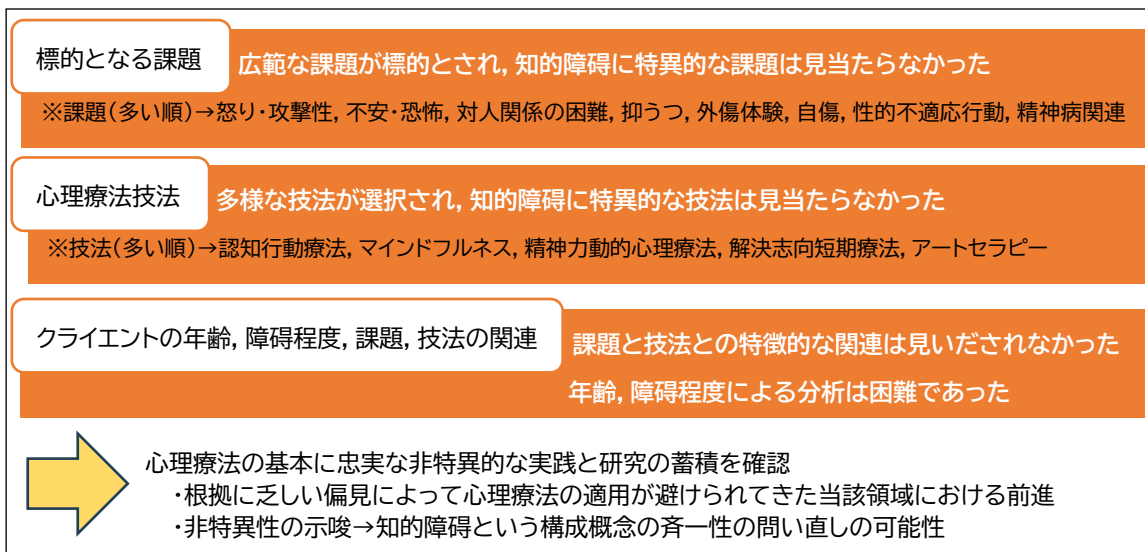 標的となる課題
広範な課題が標的とされ, 知的障碍に特異的な課題は見当たらなかった
※課題(多い順)→怒り・攻撃性, 不安・恐怖, 対人関係の困難, 抑うつ, 外傷体験, 自傷, 性的不適応行動, 精神病関連
心理療法技法
多様な技法が選択され, 知的障碍に特異的な技法は見当たらなかった
※技法(多い順)→認知行動療法, マインドフルネス, 精神力動的心理療法, 解決志向短期療法, アートセラピー
クライエントの年齢, 障碍程度, 課題, 技法の関連
課題と技法との特徴的な関連は見いだされなかった
年齢, 障碍程度による分析は困難であった
心理療法の基本に忠実な非特異的な実践と研究の蓄積を確認
・根拠に乏しい偏見によって心理療法の適用が避けられてきた当該領域における前進
・非特異性の示唆→知的障碍という構成概念の斉一性の問い直しの可能性